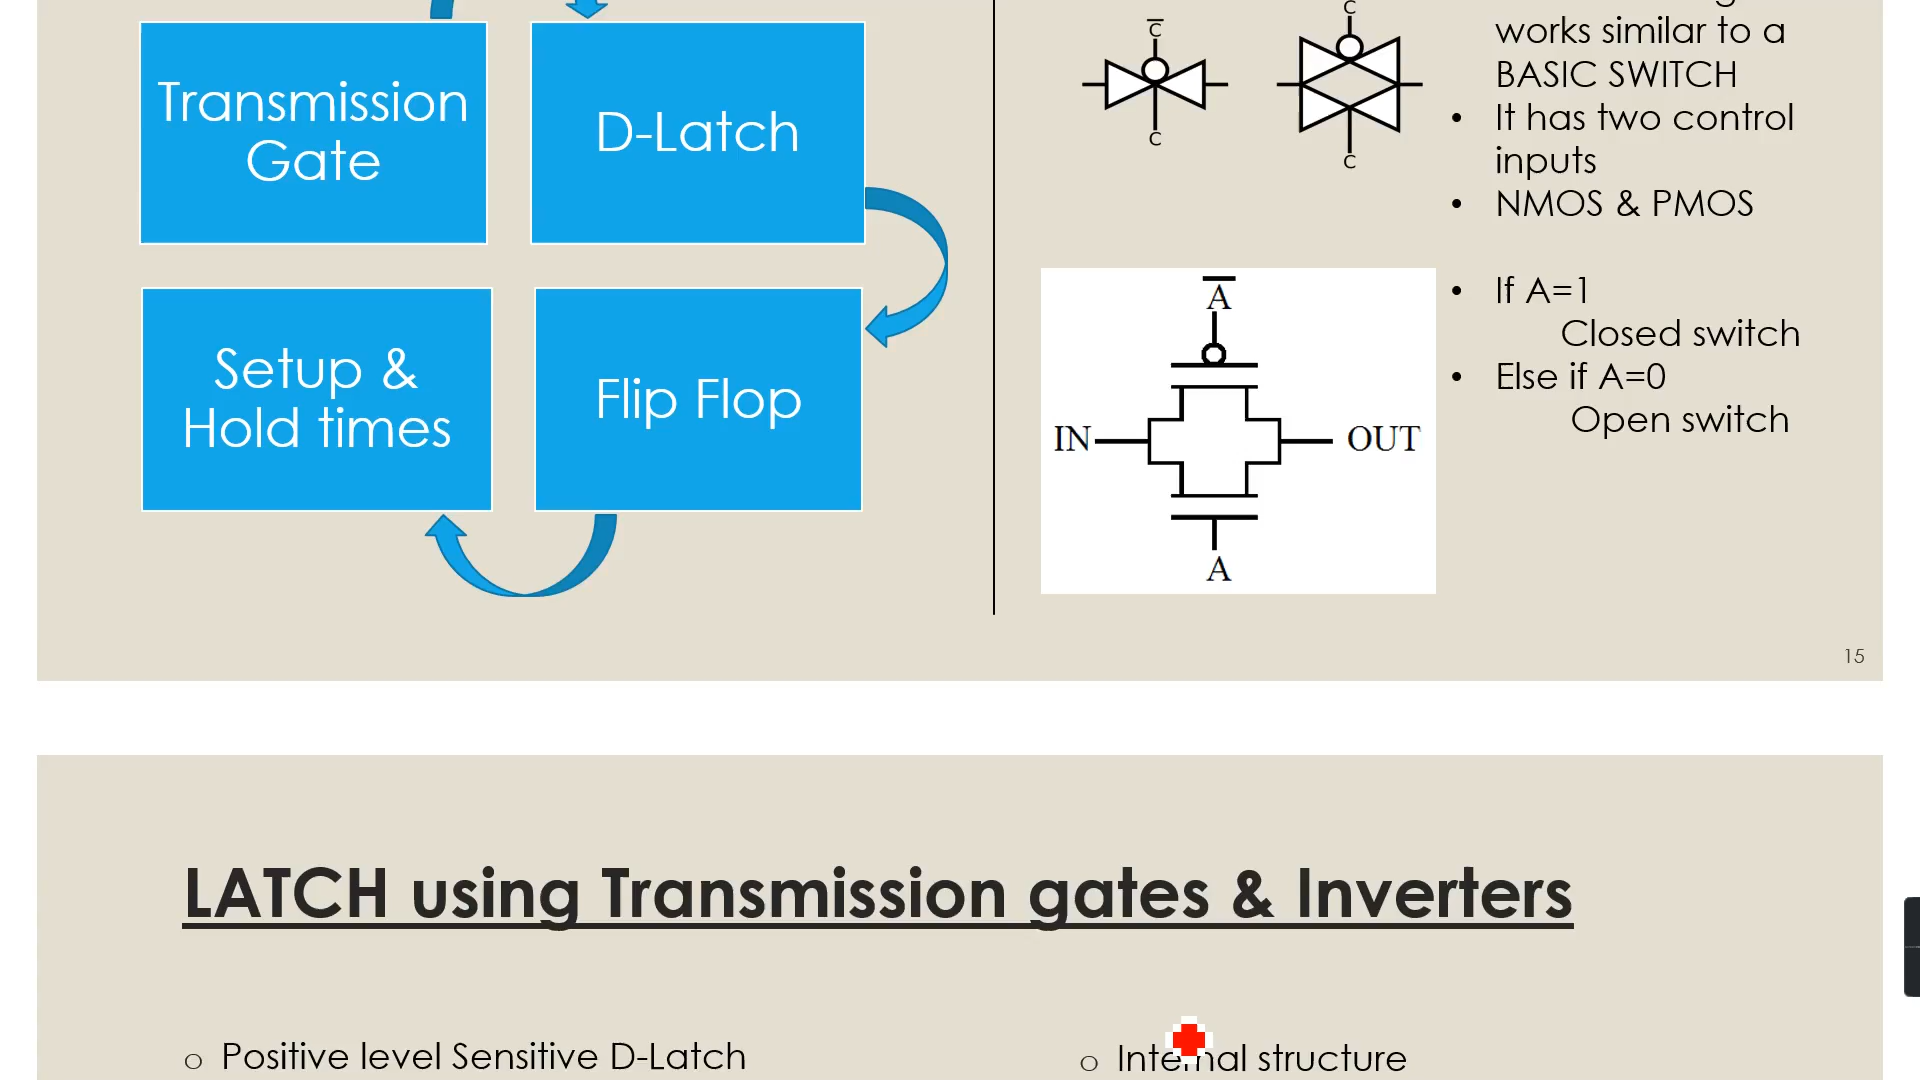 Transmission
Gate
D-Latch
Setup &
Hold times
Flip Flop
C
C
C
C
works similar to a
BASIC SWITCH
• It has two control
inputs
• NMOS & PMOS
• If A=1
Closed switch
• Else if A=0
Open switch
A
IN
OUT
A
15
LATCH using Transmission gates & Inverters
o Positive level Sensitive D-Latch
o Internal structure